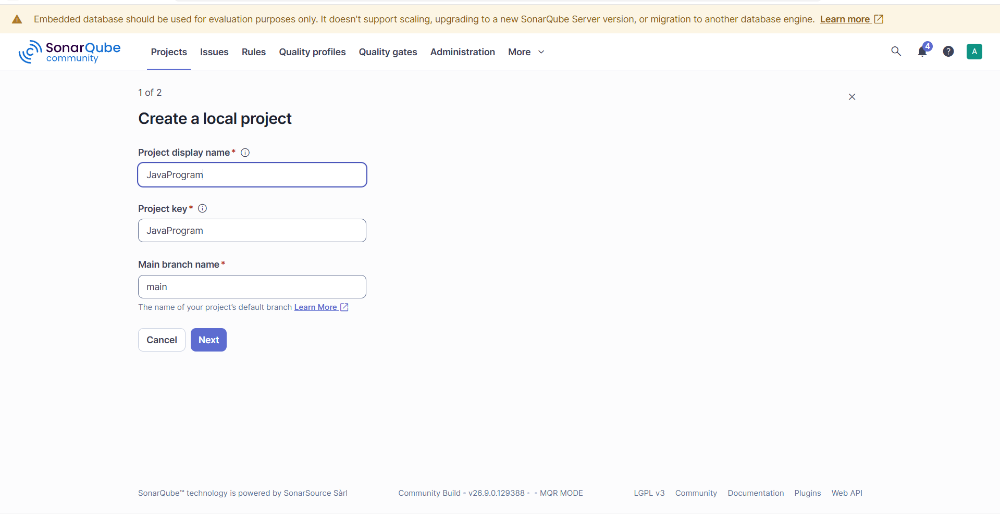 Embedded database should be used for evaluation purposes only. It doesn't support scaling, upgrading to a new SonarQube Server version, or migration to another database engine. Learn more
SonarQube community
Projects Issues Rules Quality profiles Quality gates Administration More
4
?
A
1 of 2
Create a local project
Project display name*
JavaProgram
Project key*
JavaProgram
Main branch name*
main
The name of your project’s default branch Learn More
Cancel Next
SonarQube™ technology is powered by SonarSource Sàrl Community Build • v26.9.0.129388 • • MQR MODE LGPL v3 Community Documentation Plugins Web API